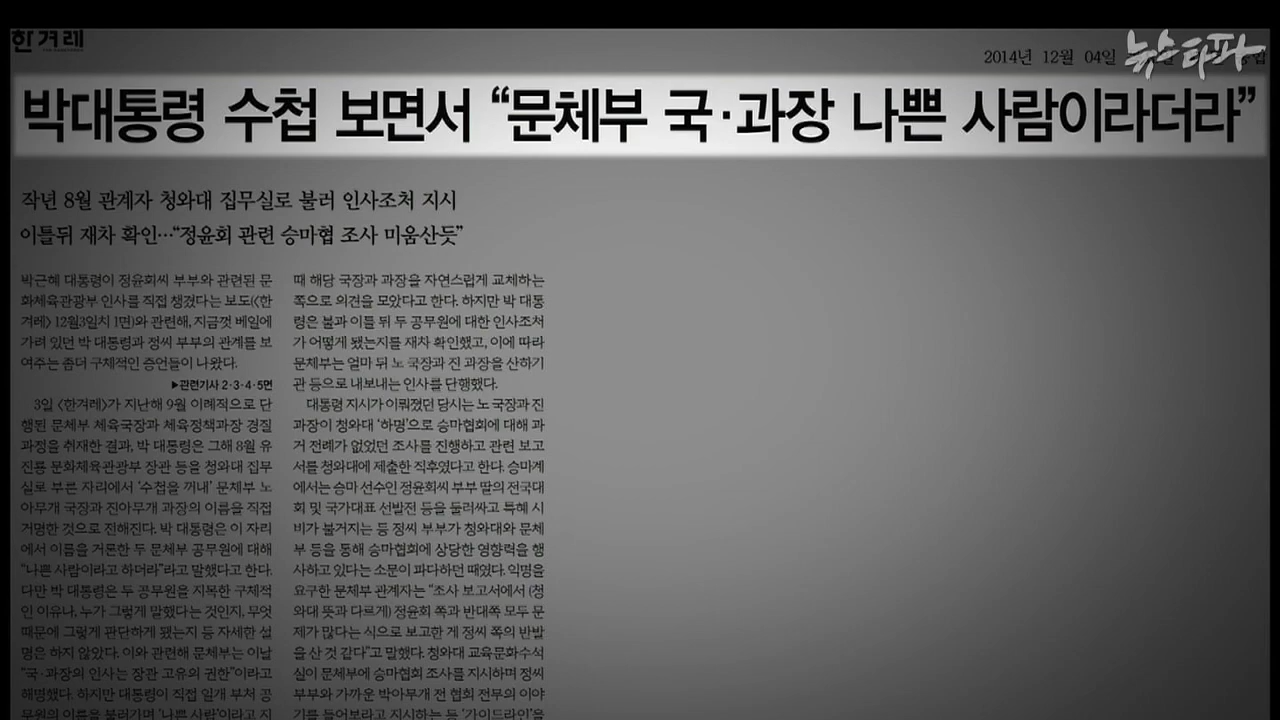 한겨레
2014년 12월 04일
뉴스타파
박대통령 수첩 보면서 “문체부 국·과장 나쁜 사람이라더라”
작년 8월 관계자 청와대 집무실로 불러 인사조처 지시
이틀뒤 재차 확인…“정윤회 관련 승마협 조사 미움산듯”
박근혜 대통령이 정윤회씨 부부와 관련된 문
화체육관광부 인사를 직접 챙겼다는 보도(〈한
겨레〉 12월3일치 1면)와 관련해, 지금껏 베일에
가려 있던 박 대통령과 정씨 부부의 관계를 보
여주는 좀더 구체적인 증언들이 나왔다.
▶관련기사 2·3·4·5면
3일 〈한겨레〉가 지난해 9월 이례적으로 단
행된 문체부 체육국장과 체육정책과장 경질
과정을 취재한 결과, 박 대통령은 그해 8월 유
진룡 문화체육관광부 장관 등을 청와대 집무
실로 부른 자리에서 ‘수첩을 꺼내’ 문체부 노
아무개 국장과 진아무개 과장의 이름을 직접
거명한 것으로 전해진다. 박 대통령은 이 자리
에서 이름을 거론한 두 문체부 공무원에 대해
“나쁜 사람이라고 하더라”라고 말했다고 한다.
다만 박 대통령은 두 공무원을 지목한 구체적
인 이유나, 누가 그렇게 말했다는 것인지, 무엇
때문에 그렇게 판단하게 됐는지 등 자세한 설
명은 하지 않았다. 이와 관련해 문체부는 이날
“국·과장의 인사는 장관 고유의 권한”이라고
해명했다. 하지만 대통령이 직접 일개 부처 공
무원의 이름을 불러가며 ‘나쁜 사람’이라고 지
때 해당 국장과 과장을 자연스럽게 교체하는
쪽으로 의견을 모았다고 한다. 하지만 박 대통
령은 불과 이틀 뒤 두 공무원에 대한 인사조처
가 어떻게 됐는지를 재차 확인했고, 이에 따라
문체부는 얼마 뒤 노 국장과 진 과장을 산하기
관 등으로 내보내는 인사를 단행했다.
대통령 지시가 이뤄졌던 당시는 노 국장과 진
과장이 청와대 ‘하명’으로 승마협회에 대해 과
거 전례가 없었던 조사를 진행하고 관련 보고
서를 청와대에 제출한 직후였다고 한다. 승마계
에서는 승마 선수인 정윤회씨 부부 딸의 전국대
회 및 국가대표 선발전 등을 둘러싸고 특혜 시
비가 불거지는 등 정씨 부부가 청와대와 문체
부 등을 통해 승마협회에 상당한 영향력을 행
사하고 있다는 소문이 파다하던 때였다. 익명을
요구한 문체부 관계자는 “조사 보고서에서 (청
와대 뜻과 다르게) 정윤회 쪽과 반대쪽 모두 문
제가 많다는 식으로 보고한 게 정씨 쪽의 반발
을 산 것 같다”고 말했다. 청와대 교육문화수석
실이 문체부에 승마협회 조사를 지시하며 정씨
부부와 가까운 박아무개 전 협회 전무의 이야
기를 들어보라고 지시하는 등 ‘가이드라인’을